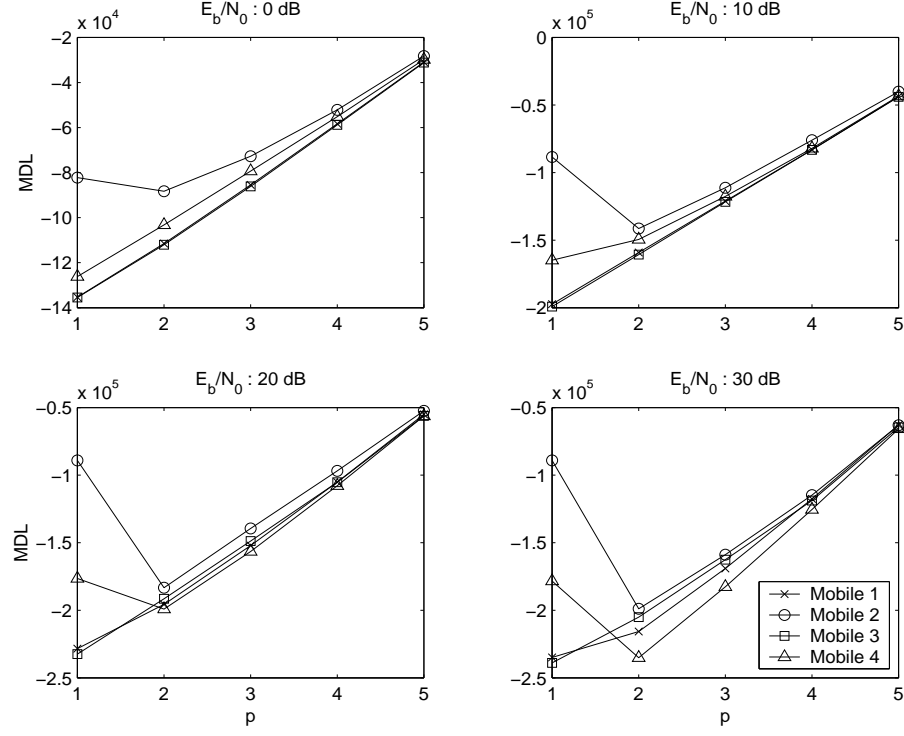 E_b/N_0 : 0 dB
x 10^4
−2
−4
−6
−8
−10
−12
−14
MDL
1 2 3 4 5
E_b/N_0 : 10 dB
x 10^5
0
−0.5
−1
−1.5
−2
1 2 3 4 5
E_b/N_0 : 20 dB
x 10^5
−0.5
−1
−1.5
−2
−2.5
MDL
1 2 3 4 5
p
E_b/N_0 : 30 dB
x 10^5
−0.5
−1
−1.5
−2
−2.5
1 2 3 4 5
p
Mobile 1
Mobile 2
Mobile 3
Mobile 4